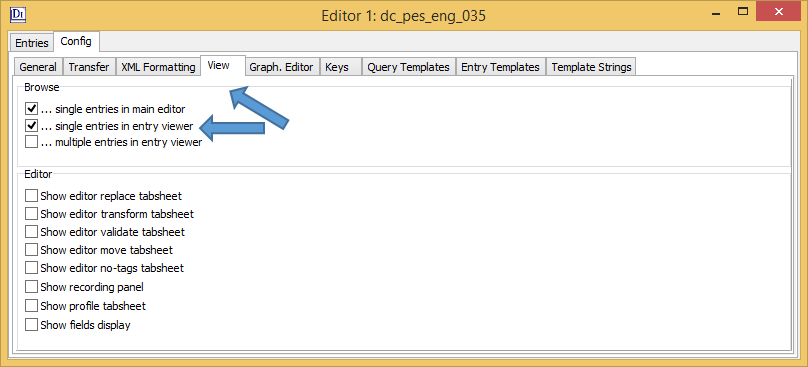 DI Editor 1: dc_pes_eng_035
Entries Config
General Transfer XML Formatting View Graph. Editor Keys Query Templates Entry Templates Template Strings
Browse
... single entries in main editor
... single entries in entry viewer
... multiple entries in entry viewer
Editor
Show editor replace tabsheet
Show editor transform tabsheet
Show editor validate tabsheet
Show editor move tabsheet
Show editor no-tags tabsheet
Show recording panel
Show profile tabsheet
Show fields display